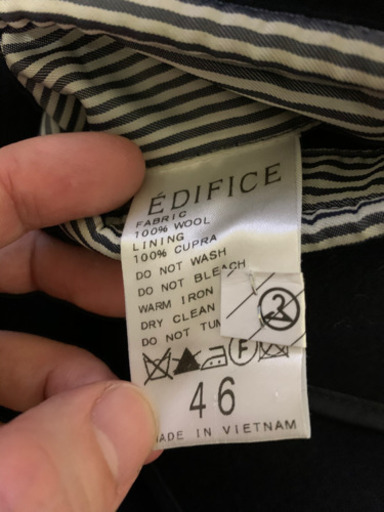 ÉDIFICE
FABRIC
100% WOOL
LINING
100% CUPRA
DO NOT WASH
DO NOT BLEACH
WARM IRON
DRY CLEAN
DO NOT
F
46
MADE IN VIETNAM